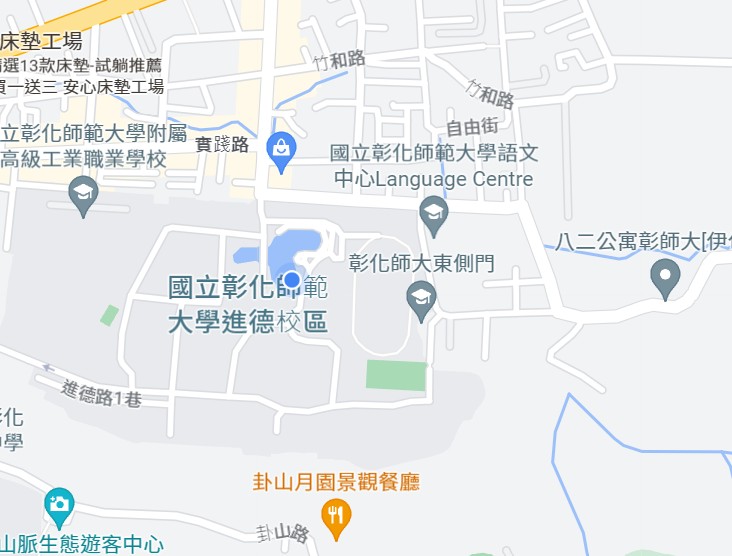 床墊工場
精選13款床墊-試躺推薦
買一送三 安心床墊工場
竹和路
竹和路
自由街
立彰化師範大學附屬
高級工業職業學校
實踐路
國立彰化師範大學語文
中心Language Centre
八二公寓彰師大[伊
彰化師大東側門
國立彰化師範
大學進德校區
進德路1巷
彰化
中學
卦山月園景觀餐廳
卦山路
山脈生態遊客中心